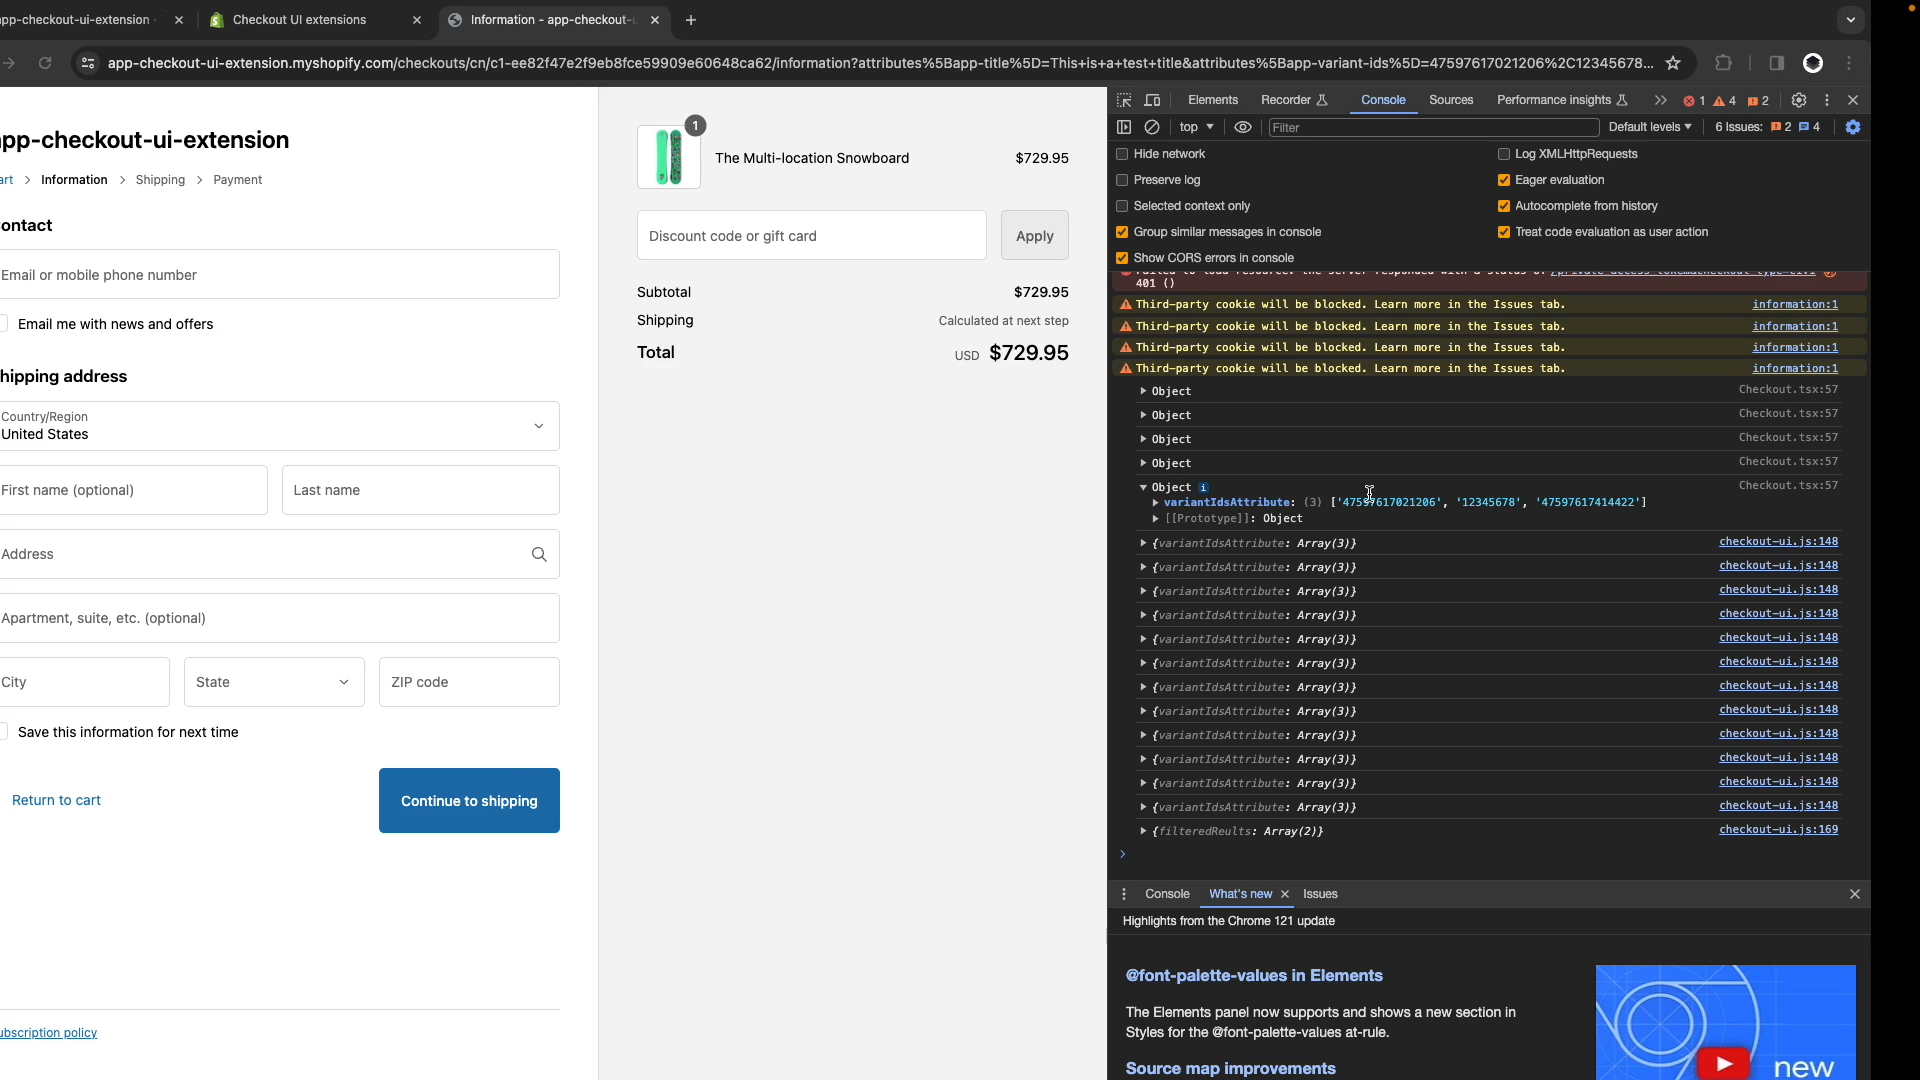 app-checkout-ui-extension
Checkout UI extensions
Information - app-checkout-u
app-checkout-ui-extension.myshopify.com/checkouts/cn/c1-ee82f47e2f9eb8fce59909e60648ca62/information?attributes%5Bapp-title%5D=This+is+a+test+title&attributes%5Bapp-variant-ids%5D=47597617021206%2C12345678...
pp-checkout-ui-extension
art > Information > Shipping > Payment
ontact
Email or mobile phone number
Email me with news and offers
hipping address
Country/Region
United States
First name (optional)
Last name
Address
Apartment, suite, etc. (optional)
City
State
ZIP code
Save this information for next time
Return to cart
Continue to shipping
ubscription policy
1
The Multi-location Snowboard $729.95
Discount code or gift card
Apply
Subtotal $729.95
Shipping Calculated at next step
Total USD $729.95
Elements Recorder Console Sources Performance insights 1 4 2
top Filter Default levels 6 Issues: 2 4
Hide network
Log XMLHttpRequests
Preserve log
Eager evaluation
Selected context only
Autocomplete from history
Group similar messages in console
Treat code evaluation as user action
Show CORS errors in console
Failed to load resource: the server responded with a status of /private-access-token
401 ()
Third-party cookie will be blocked. Learn more in the Issues tab. information:1
Third-party cookie will be blocked. Learn more in the Issues tab. information:1
Third-party cookie will be blocked. Learn more in the Issues tab. information:1
Third-party cookie will be blocked. Learn more in the Issues tab. information:1
Object Checkout.tsx:57
Object Checkout.tsx:57
Object Checkout.tsx:57
Object Checkout.tsx:57
Object i Checkout.tsx:57
variantIdsAttribute: (3) ['47597617021206', '12345678', '47597617414422']
[[Prototype]]: Object
{variantIdsAttribute: Array(3)} checkout-ui.js:148
{variantIdsAttribute: Array(3)} checkout-ui.js:148
{variantIdsAttribute: Array(3)} checkout-ui.js:148
{variantIdsAttribute: Array(3)} checkout-ui.js:148
{variantIdsAttribute: Array(3)} checkout-ui.js:148
{variantIdsAttribute: Array(3)} checkout-ui.js:148
{variantIdsAttribute: Array(3)} checkout-ui.js:148
{variantIdsAttribute: Array(3)} checkout-ui.js:148
{variantIdsAttribute: Array(3)} checkout-ui.js:148
{variantIdsAttribute: Array(3)} checkout-ui.js:148
{variantIdsAttribute: Array(3)} checkout-ui.js:148
{variantIdsAttribute: Array(3)} checkout-ui.js:148
{filteredReults: Array(2)} checkout-ui.js:169
Console What's new Issues
Highlights from the Chrome 121 update
@font-palette-values in Elements
The Elements panel now supports and shows a new section in
Styles for the @font-palette-values at-rule.
Source map improvements
new